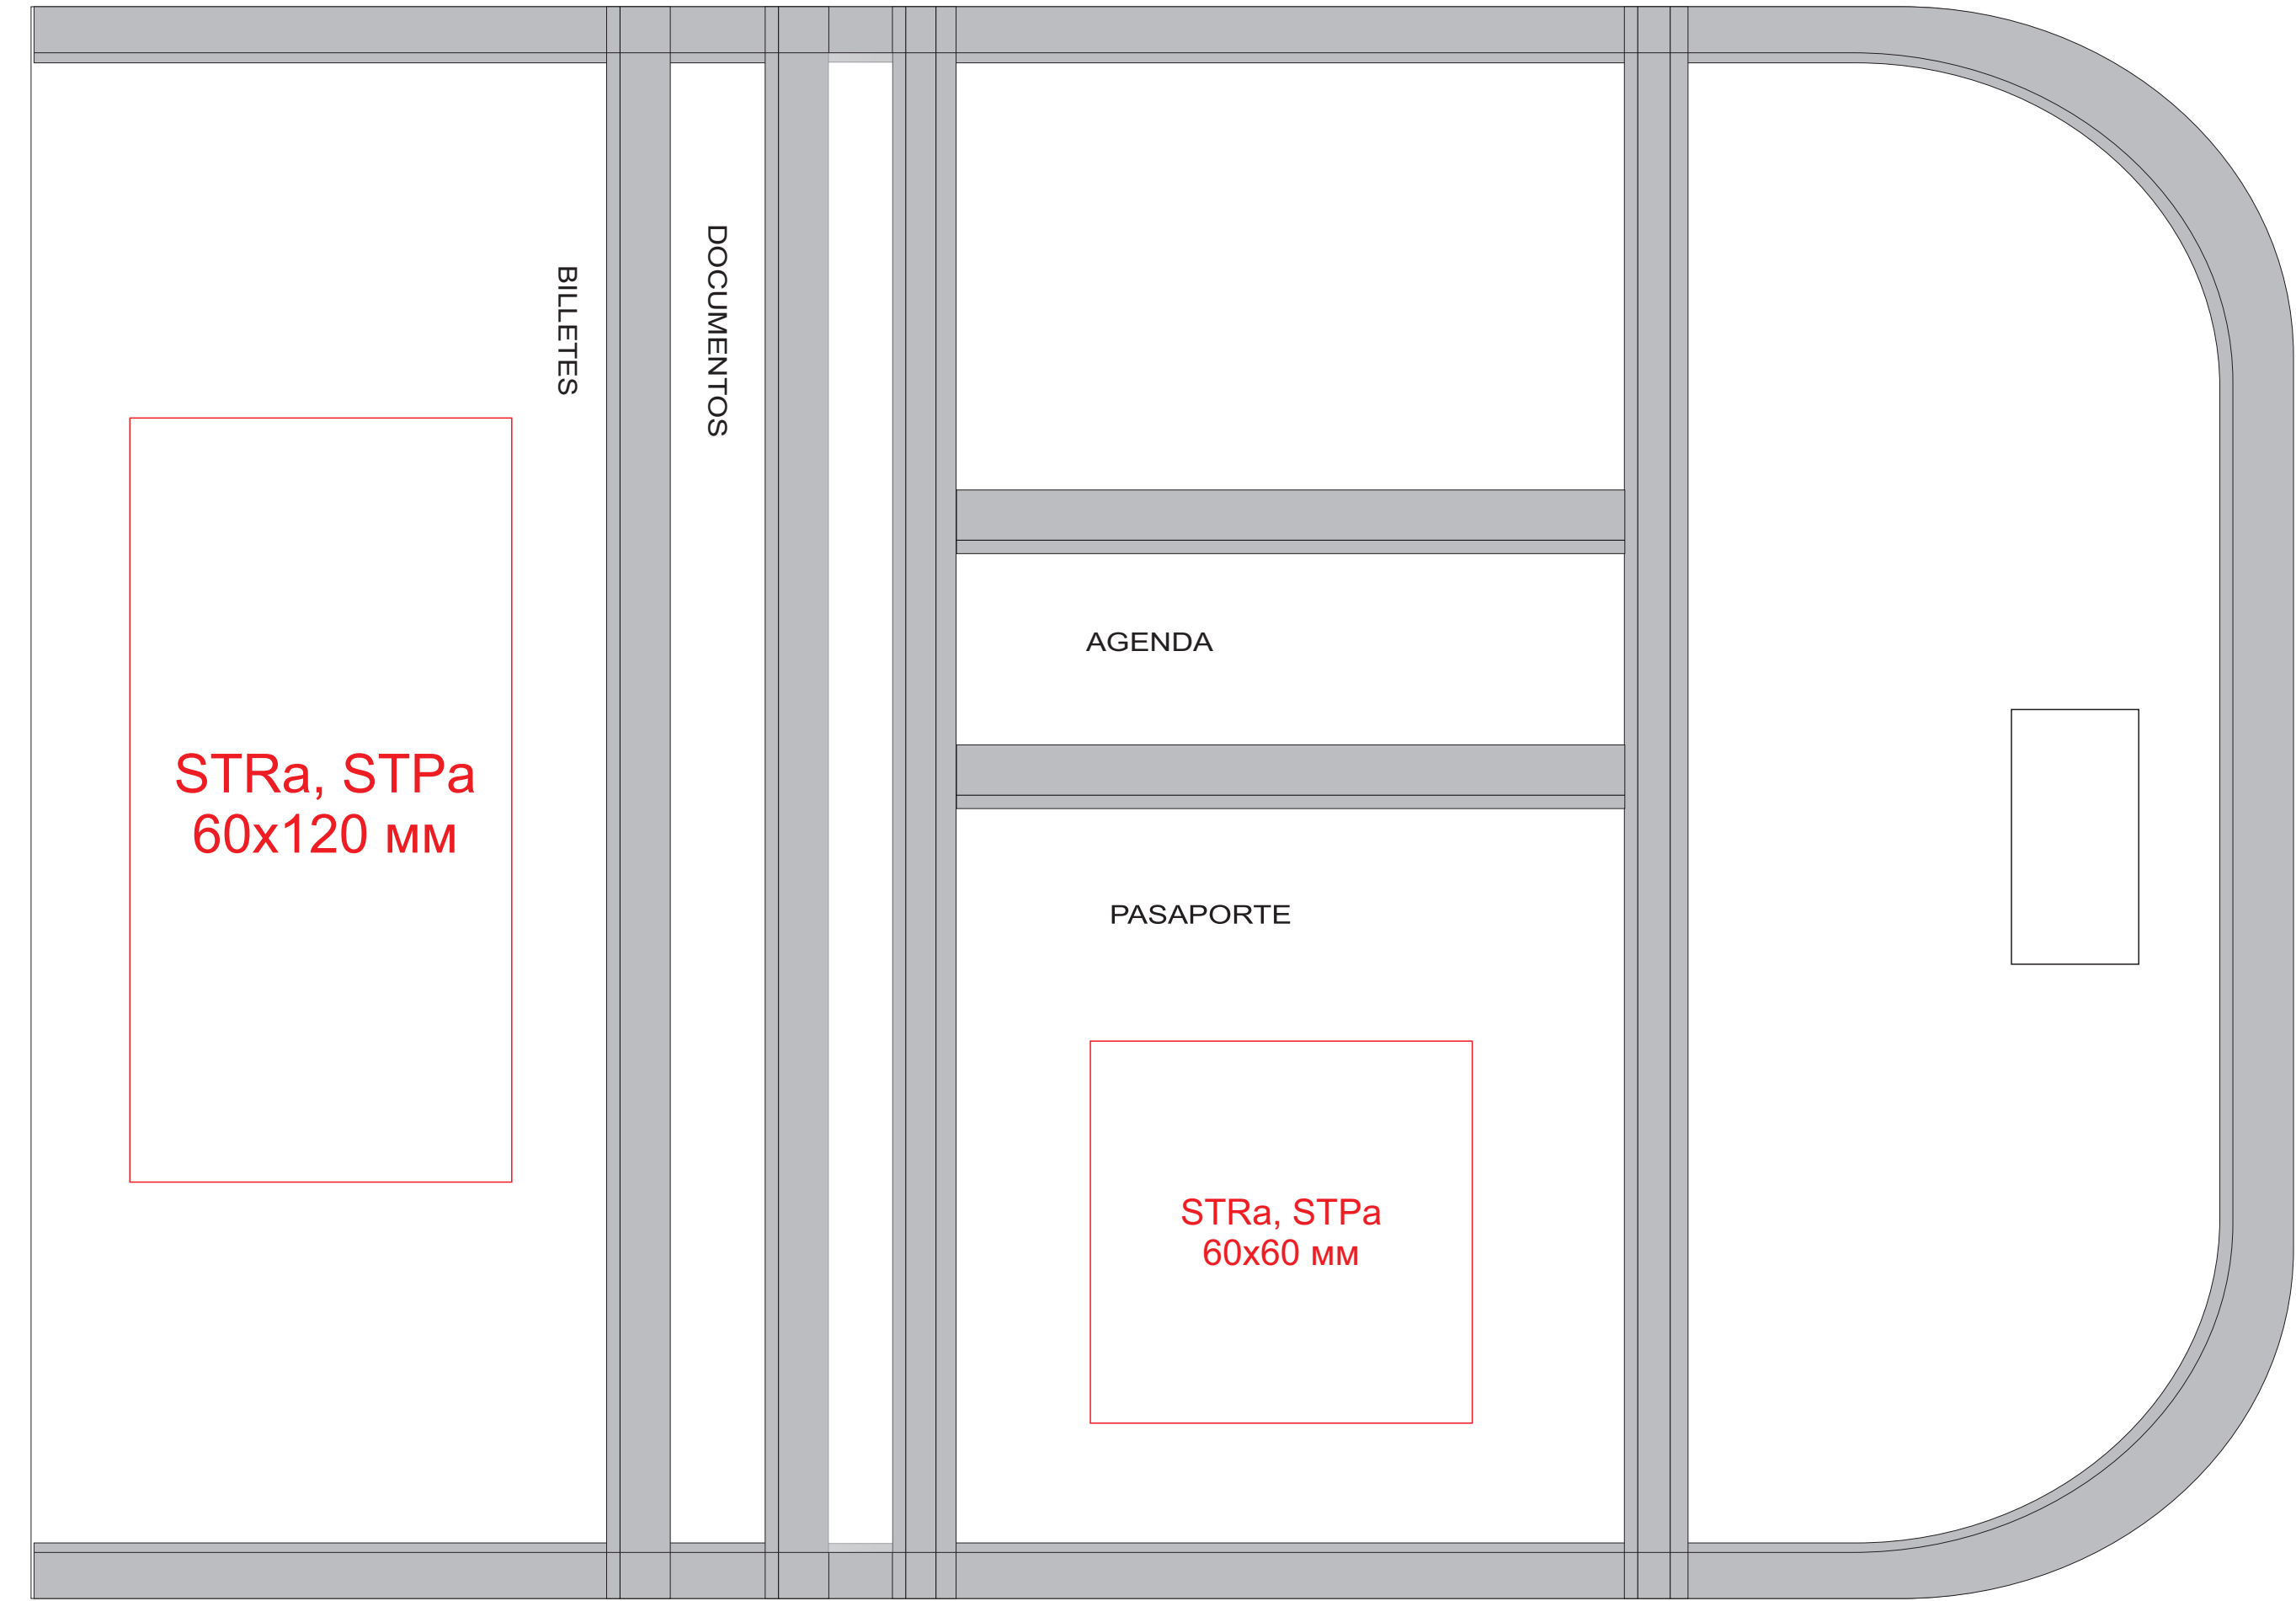 BILLETES
DOCUMENTOS
STRa, STPa
60x120 мм
AGENDA
PASAPORTE
STRa, STPa
60x60 мм